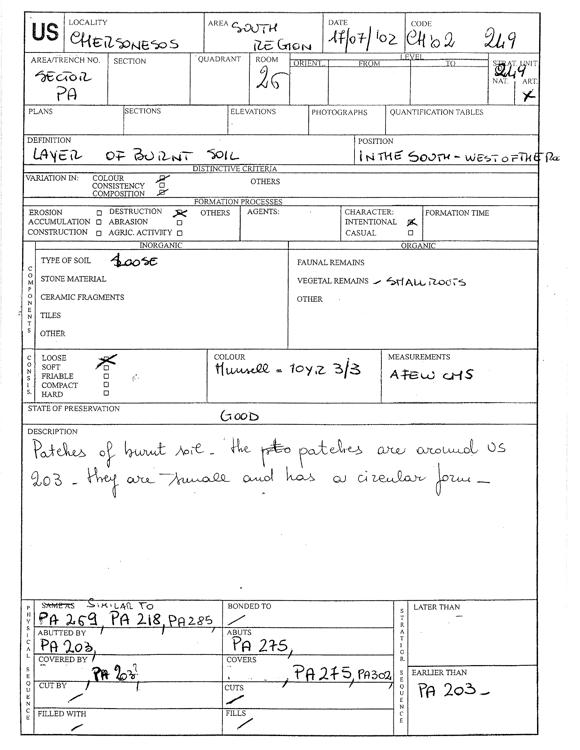 US
LOCALITY
CHERSONESOS
AREA SOUTH
REGION
DATE
17/07/'02
CODE
CH 02 249
AREA/TRENCH NO.
SECTOR
PA
SECTION
QUADRANT
ROOM
26
LEVEL
ORIENT. FROM TO
STRAT. UNIT
249
NAT. ART.
X
PLANS
SECTIONS
ELEVATIONS
PHOTOGRAPHS
QUANTIFICATION TABLES
DEFINITION
LAYER OF BURNT SOIL
POSITION
IN THE SOUTH-WEST OF THE
DISTINCTIVE CRITERIA
VARIATION IN: COLOUR
CONSISTENCY
COMPOSITION
OTHERS
FORMATION PROCESSES
EROSION DESTRUCTION OTHERS
ACCUMULATION ABRASION
CONSTRUCTION AGRIC. ACTIVITY
AGENTS:
CHARACTER:
INTENTIONAL
CASUAL
FORMATION TIME
COMPONENTS
INORGANIC
TYPE OF SOIL LOOSE
STONE MATERIAL
CERAMIC FRAGMENTS
TILES
OTHER
ORGANIC
FAUNAL REMAINS
VEGETAL REMAINS - SMALL ROOTS
OTHER
CONSIS.
LOOSE
SOFT
FRIABLE
COMPACT
HARD
COLOUR
Munsell = 10YR 3/3
MEASUREMENTS
A FEW CMS
STATE OF PRESERVATION
GOOD
DESCRIPTION
Patches of burnt soil - the patches are around US
203 - they are smale and has a circular form -
PHYSICAL SEQUENCE
SAME AS SIMILAR TO
PA 269, PA 218, PA 285
BONDED TO
/
ABUTTED BY
PA 203,
ABUTS
PA 275,
COVERED BY
PA 203?
COVERS
, PA 275, PA302
CUT BY
/
CUTS
/
FILLED WITH
/
FILLS
/
STRATIGR. SEQUENCE
LATER THAN
-
EARLIER THAN
PA 203 -